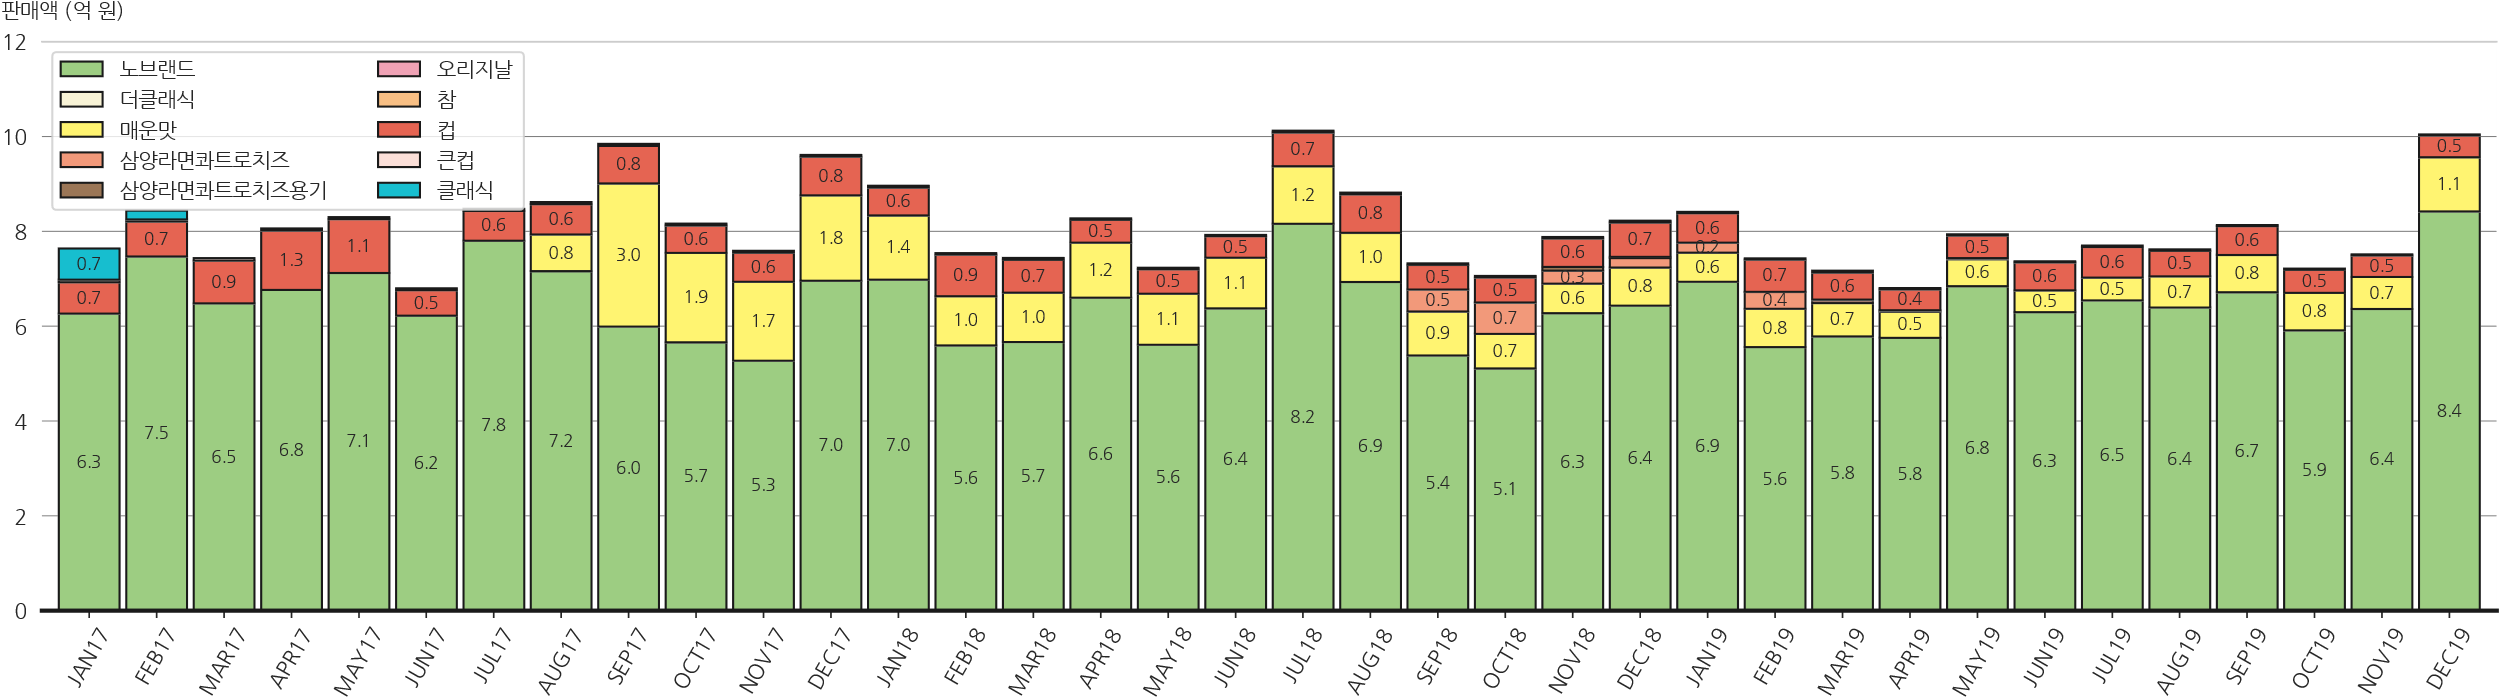 판매액 (억 원)
12
10
8
6
4
2
0
노브랜드
더클래식
매운맛
삼양라면콰트로치즈
삼양라면콰트로치즈용기
오리지날
참
컵
큰컵
클래식
0.7
0.7
6.3
0.7
7.5
0.9
6.5
1.3
6.8
1.1
7.1
0.5
6.2
0.6
7.8
0.6
0.8
7.2
0.8
3.0
6.0
0.6
1.9
5.7
0.6
1.7
5.3
0.8
1.8
7.0
0.6
1.4
7.0
0.9
1.0
5.6
0.7
1.0
5.7
0.5
1.2
6.6
0.5
1.1
5.6
0.5
1.1
6.4
0.7
1.2
8.2
0.8
1.0
6.9
0.5
0.5
0.9
5.4
0.5
0.7
0.7
5.1
0.6
0.3
0.6
6.3
0.7
0.8
6.4
0.6
0.2
0.6
6.9
0.7
0.4
0.8
5.6
0.6
0.7
5.8
0.4
0.5
5.8
0.5
0.6
6.8
0.6
0.5
6.3
0.6
0.5
6.5
0.5
0.7
6.4
0.6
0.8
6.7
0.5
0.8
5.9
0.5
0.7
6.4
0.5
1.1
8.4
JAN17
FEB17
MAR17
APR17
MAY17
JUN17
JUL17
AUG17
SEP17
OCT17
NOV17
DEC17
JAN18
FEB18
MAR18
APR18
MAY18
JUN18
JUL18
AUG18
SEP18
OCT18
NOV18
DEC18
JAN19
FEB19
MAR19
APR19
MAY19
JUN19
JUL19
AUG19
SEP19
OCT19
NOV19
DEC19